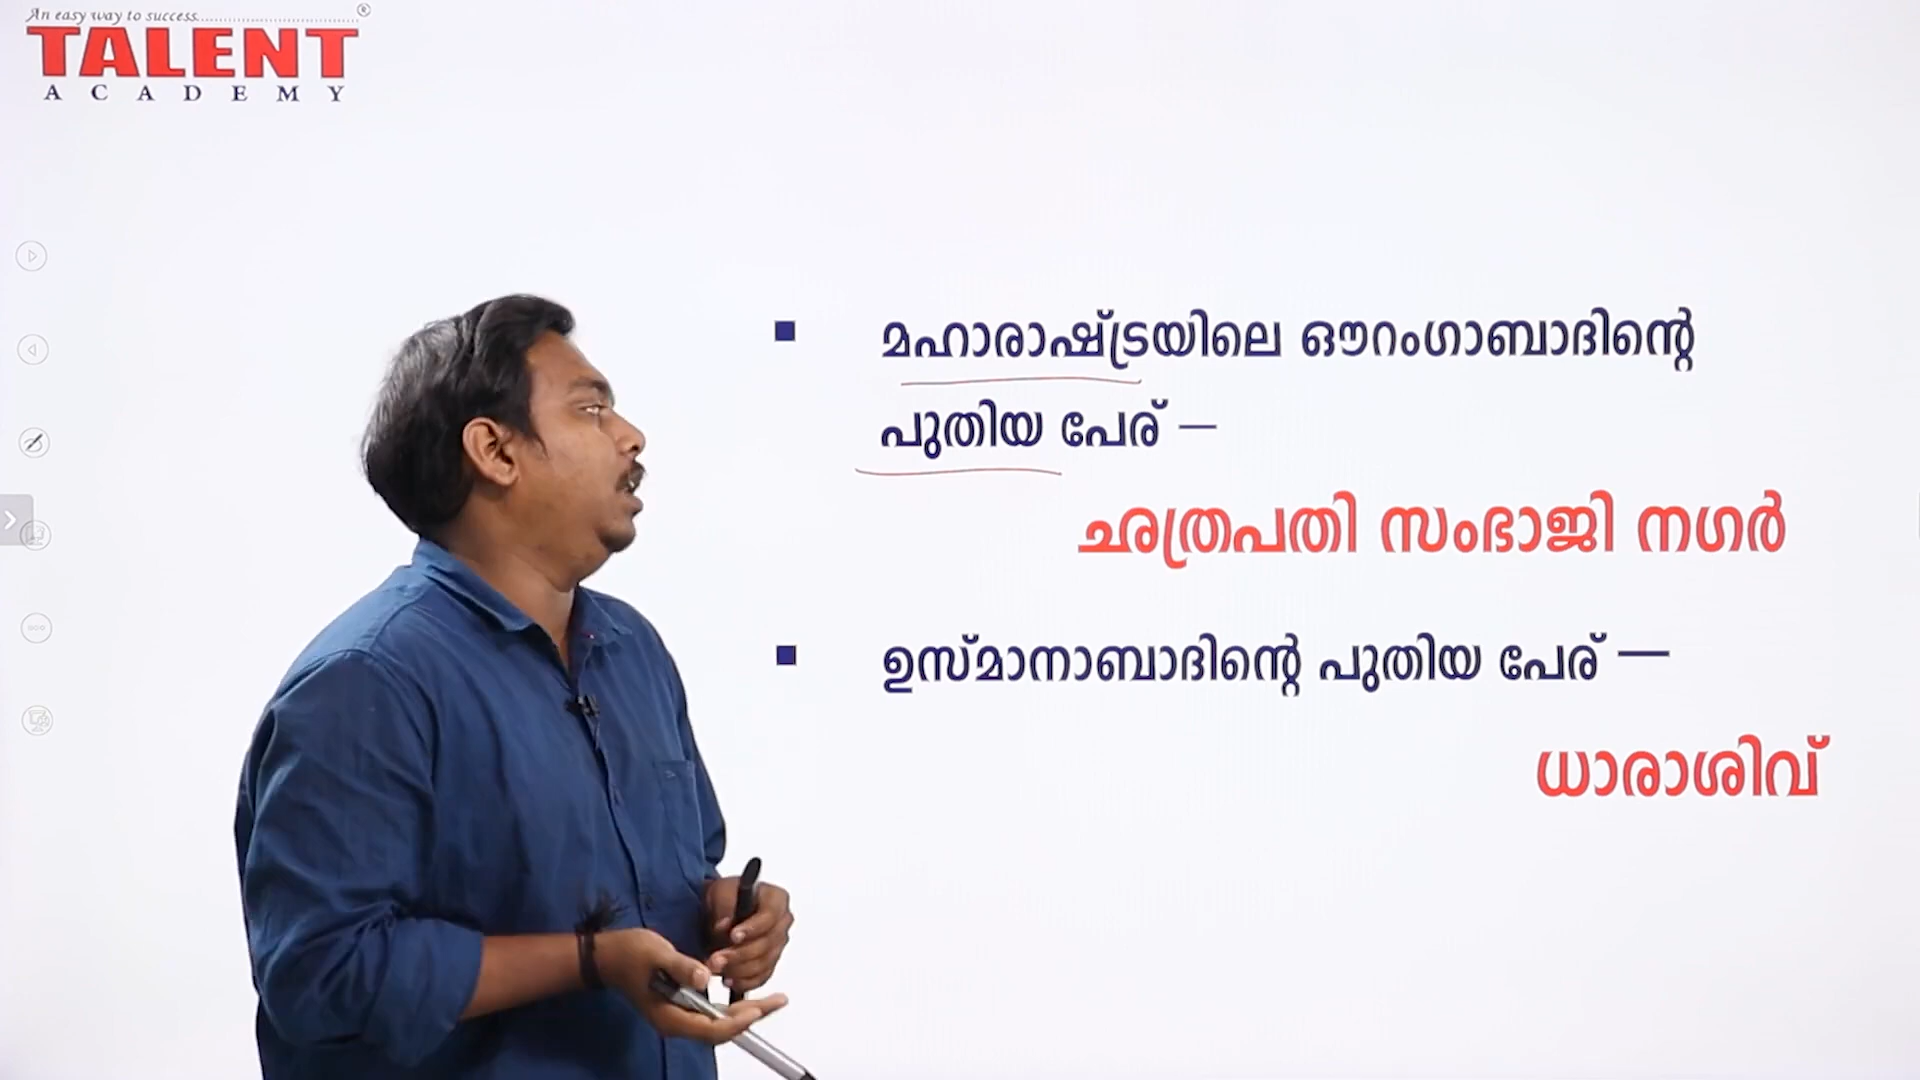 An easy way to success
TALENT
ACADEMY
മഹാരാഷ്ട്രയിലെ ഔറംഗാബാദിന്റെ
പുതിയ പേര് –
ഛത്രപതി സംഭാജി നഗർ
ഉസ്മാനാബാദിന്റെ പുതിയ പേര് –
ധാരാശിവ്